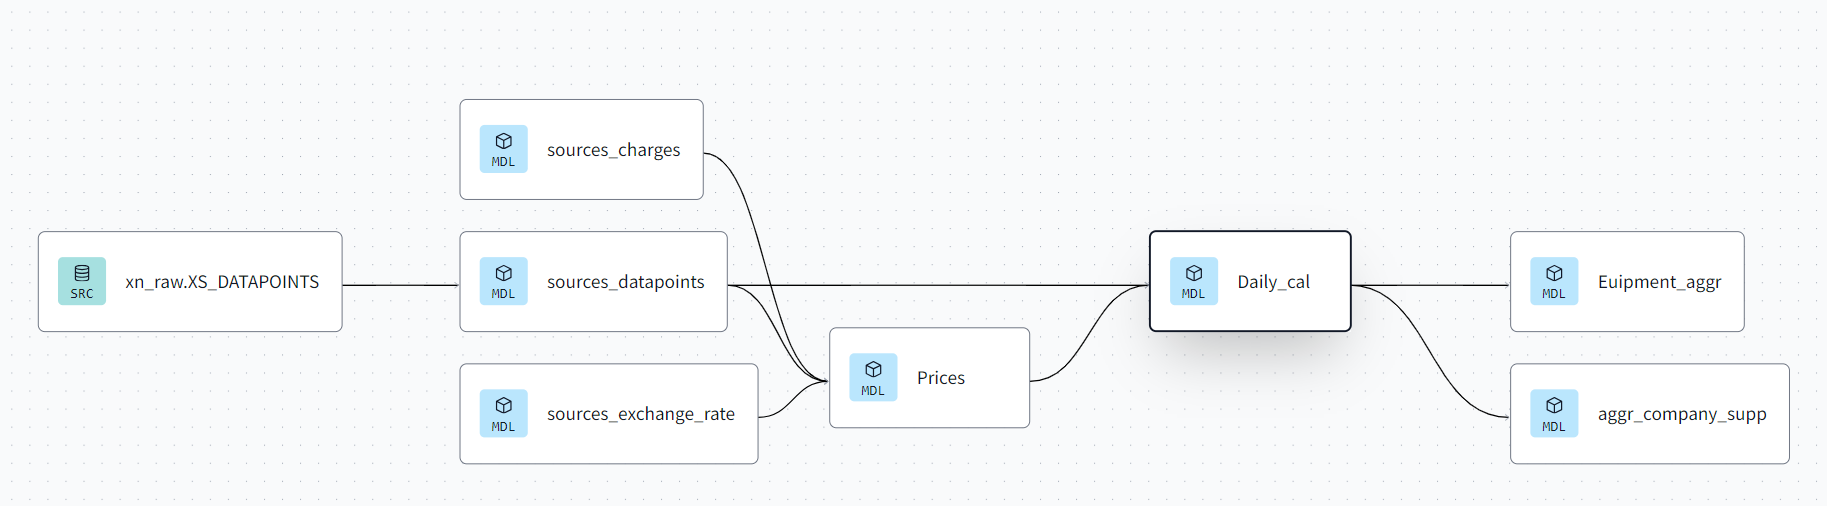 sources_charges
MDL
xn_raw.XS_DATAPOINTS
SRC
sources_datapoints
MDL
Daily_cal
MDL
Euipment_aggr
MDL
Prices
MDL
sources_exchange_rate
MDL
aggr_company_supp
MDL